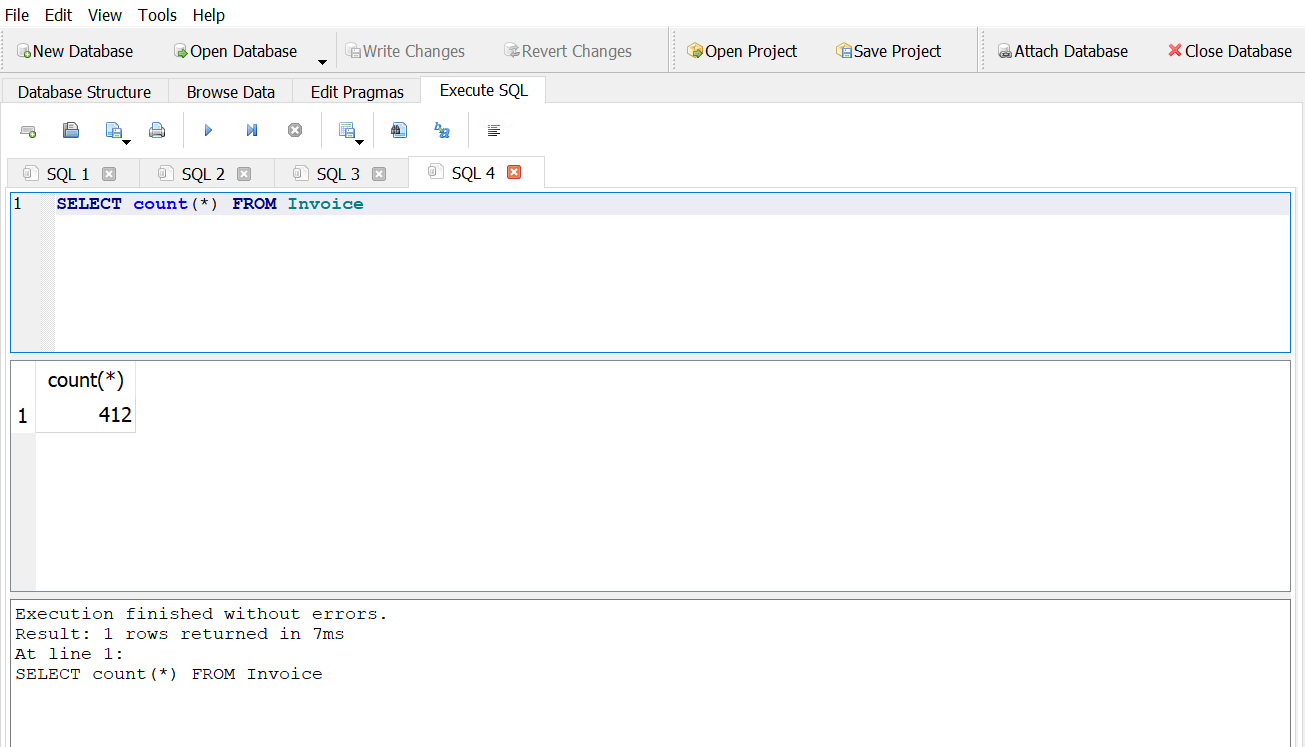 File Edit View Tools Help
New Database Open Database Write Changes Revert Changes Open Project Save Project Attach Database Close Database
Database Structure Browse Data Edit Pragmas Execute SQL
SQL 1 SQL 2 SQL 3 SQL 4
1 SELECT count(*) FROM Invoice
count(*)
1 412
Execution finished without errors.
Result: 1 rows returned in 7ms
At line 1:
SELECT count(*) FROM Invoice